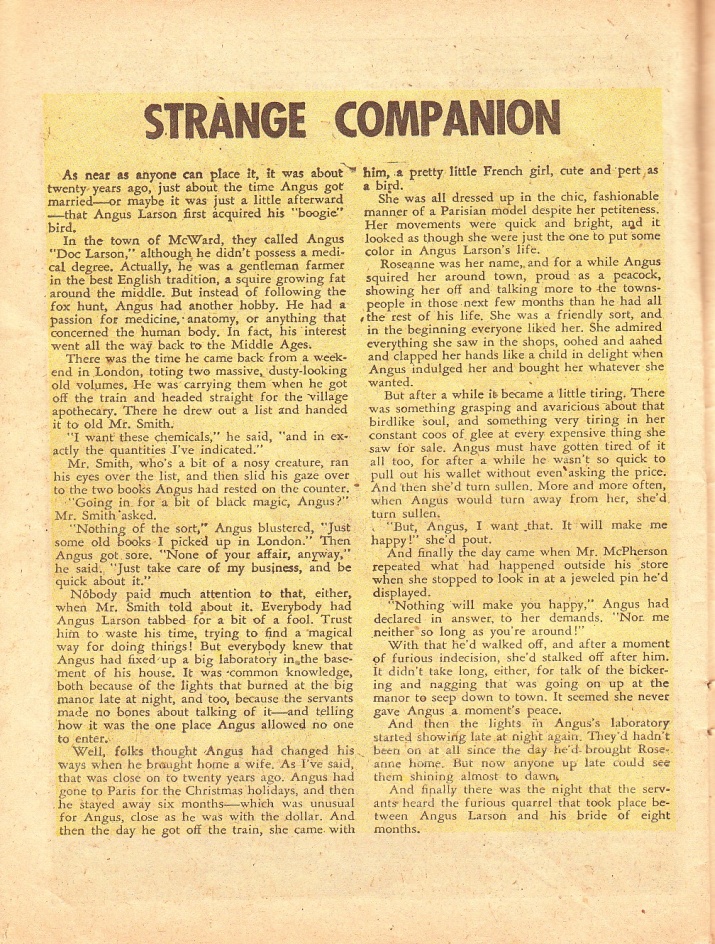 STRANGE COMPANION
As near as anyone can place it, it was about
twenty years ago, just about the time Angus got
married—or maybe it was just a little afterward
—that Angus Larson first acquired his "boogie"
bird.
In the town of McWard, they called Angus
"Doc Larson," although he didn't possess a medi-
cal degree. Actually, he was a gentleman farmer
in the best English tradition, a squire growing fat
around the middle. But instead of following the
fox hunt, Angus had another hobby. He had a
passion for medicine, anatomy, or anything that
concerned the human body. In fact, his interest
went all the way back to the Middle Ages.
There was the time he came back from a week-
end in London, toting two massive, dusty-looking
old volumes. He was carrying them when he got
off the train and headed straight for the village
apothecary. There he drew out a list and handed
it to old Mr. Smith.
"I want these chemicals," he said, "and in ex-
actly the quantities I've indicated."
Mr. Smith, who's a bit of a nosy creature, ran
his eyes over the list, and then slid his gaze over
to the two books Angus had rested on the counter.
"Going in for a bit of black magic, Angus?"
Mr. Smith asked.
"Nothing of the sort," Angus blustered, "Just
some old books I picked up in London." Then
Angus got sore. "None of your affair, anyway,"
he said. "Just take care of my business, and be
quick about it."
Nobody paid much attention to that, either,
when Mr. Smith told about it. Everybody had
Angus Larson tabbed for a bit of a fool. Trust
him to waste his time, trying to find a magical
way for doing things! But everybody knew that
Angus had fixed up a big laboratory in the base-
ment of his house. It was common knowledge,
both because of the lights that burned at the big
manor late at night, and too, because the servants
made no bones about talking of it—and telling
how it was the one place Angus allowed no one
to enter.
Well, folks thought Angus had changed his
ways when he brought home a wife. As I've said,
that was close on to twenty years ago. Angus had
gone to Paris for the Christmas holidays, and then
he stayed away six months—which was unusual
for Angus, close as he was with the dollar. And
then the day he got off the train, she came with
him, a pretty little French girl, cute and pert as
a bird.
She was all dressed up in the chic, fashionable
manner of a Parisian model despite her petiteness.
Her movements were quick and bright, and it
looked as though she were just the one to put some
color in Angus Larson's life.
Roseanne was her name, and for a while Angus
squired her around town, proud as a peacock,
showing her off and talking more to the towns-
people in those next few months than he had all
the rest of his life. She was a friendly sort, and
in the beginning everyone liked her. She admired
everything she saw in the shops, oohed and aahed
and clapped her hands like a child in delight when
Angus indulged her and bought her whatever she
wanted.
But after a while it became a little tiring. There
was something grasping and avaricious about that
birdlike soul, and something very tiring in her
constant coos of glee at every expensive thing she
saw for sale. Angus must have gotten tired of it
all too, for after a while he wasn't so quick to
pull out his wallet without even asking the price.
And then she'd turn sullen. More and more often,
when Angus would turn away from her, she'd
turn sullen.
"But, Angus, I want that. It will make me
happy!" she'd pout.
And finally the day came when Mr. McPherson
repeated what had happened outside his store
when she stopped to look in at a jeweled pin he'd
displayed.
"Nothing will make you happy," Angus had
declared in answer, to her demands. "Nor me
neither so long as you're around!"
With that he'd walked off, and after a moment
of furious indecision, she'd stalked off after him.
It didn't take long, either, for talk of the bicker-
ing and nagging that was going on up at the
manor to seep down to town. It seemed she never
gave Angus a moment's peace.
And then the lights in Angus's laboratory
started showing late at night again. They'd hadn't
been on at all since the day he'd brought Rose-
anne home. But now anyone up late could see
them shining almost to dawn.
And finally there was the night that the serv-
ants heard the furious quarrel that took place be-
tween Angus Larson and his bride of eight
months.